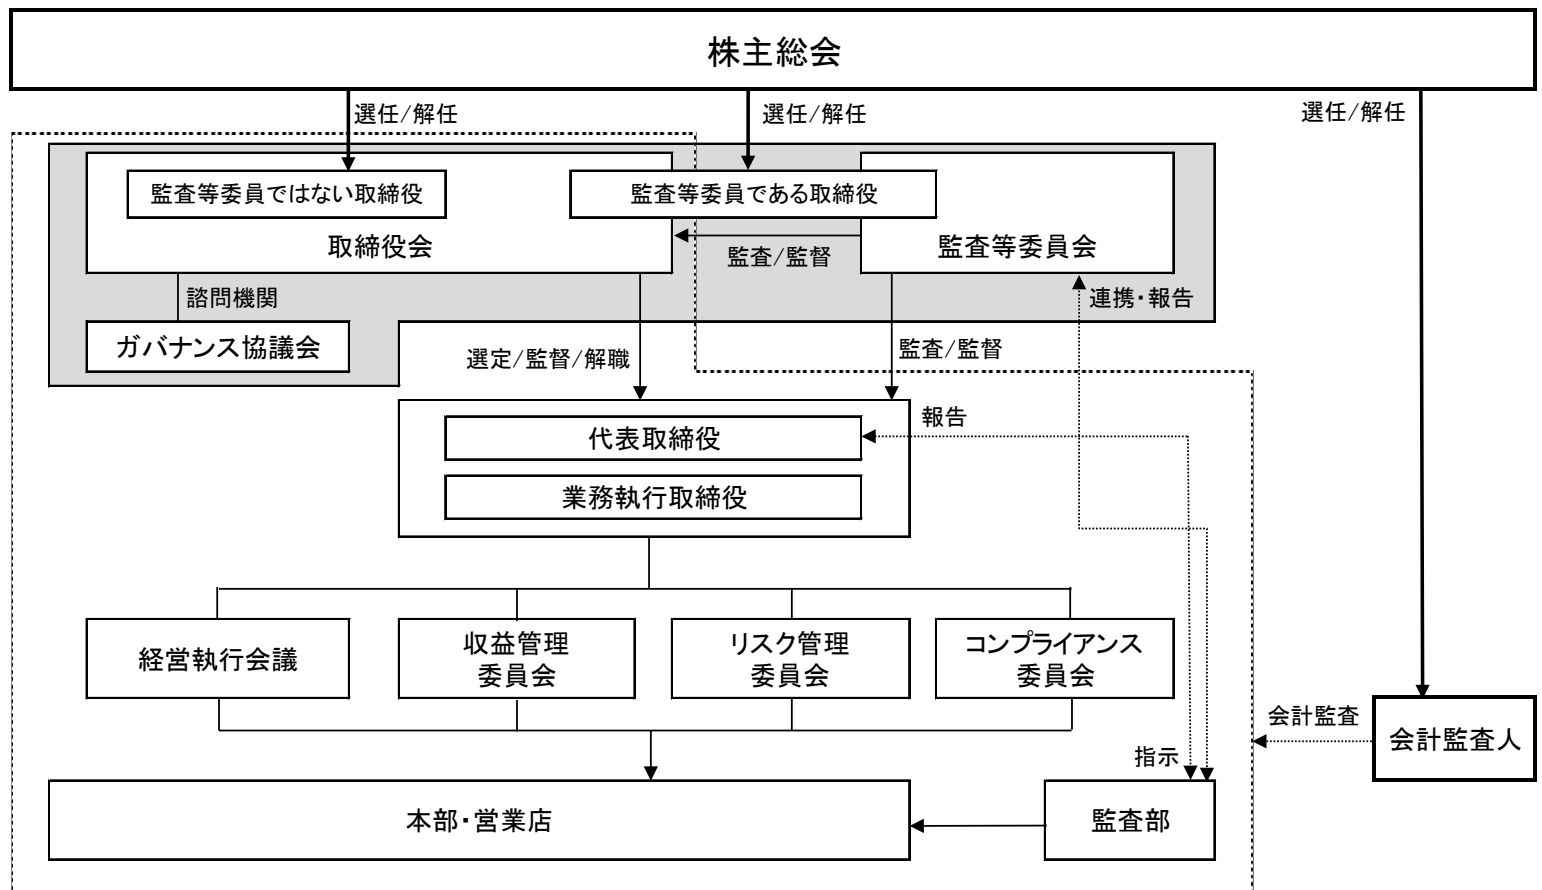 株主総会
選任/解任
選任/解任
選任/解任
監査等委員ではない取締役
監査等委員である取締役
取締役会
監査/監督
監査等委員会
諮問機関
連携・報告
ガバナンス協議会
選定/監督/解職
監査/監督
報告
代表取締役
業務執行取締役
経営執行会議
収益管理
委員会
リスク管理
委員会
コンプライアンス
委員会
会計監査
会計監査人
指示
本部・営業店
監査部